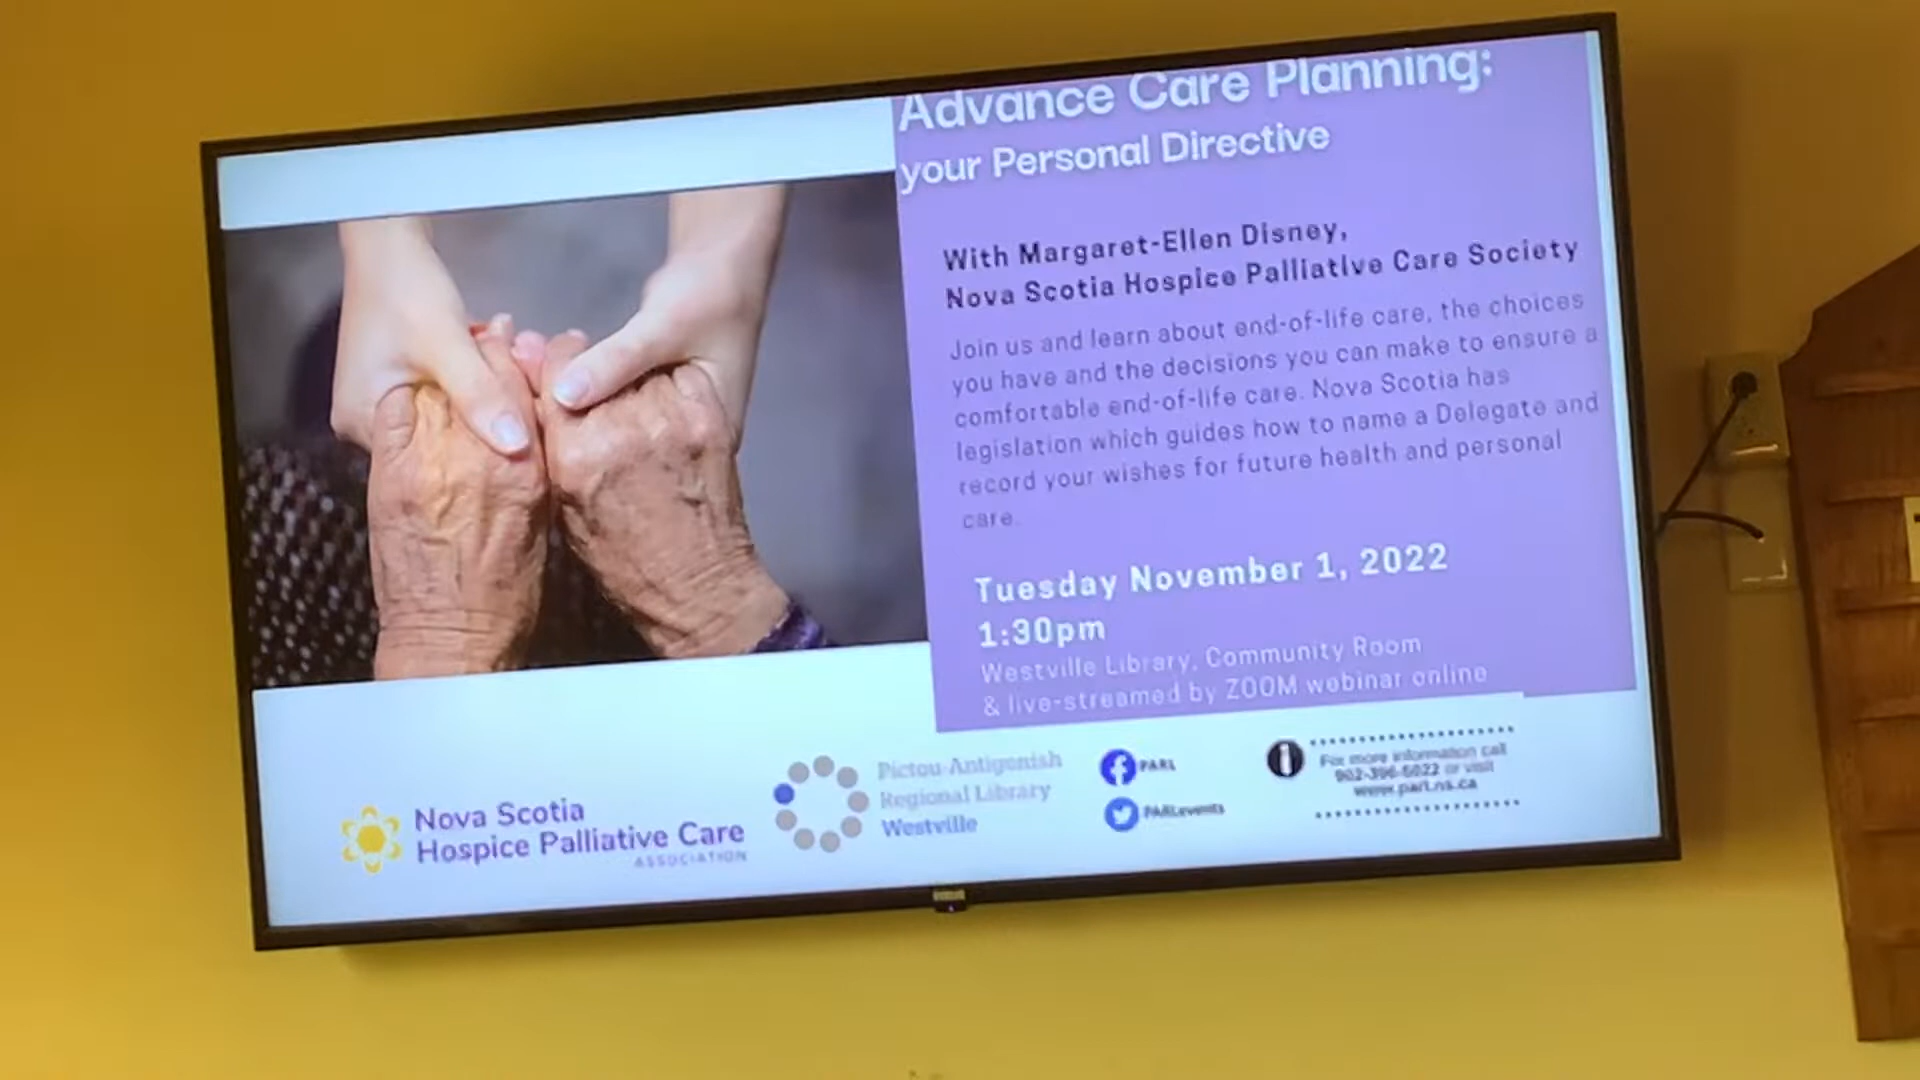 Advance Care Planning:
your Personal Directive
With Margaret-Ellen Disney,
Nova Scotia Hospice Palliative Care Society
Join us and learn about end-of-life care, the choices
you have and the decisions you can make to ensure a
comfortable end-of-life care. Nova Scotia has
legislation which guides how to name a Delegate and
record your wishes for future health and personal
care.
Tuesday November 1, 2022
1:30pm
Westville Library, Community Room
& live-streamed by ZOOM webinar online
Nova Scotia
Hospice Palliative Care
ASSOCIATION
Pictou-Antigonish
Regional Library
Westville
PARL
PARLevents
For more information call
or visit
www.parl.ns.ca